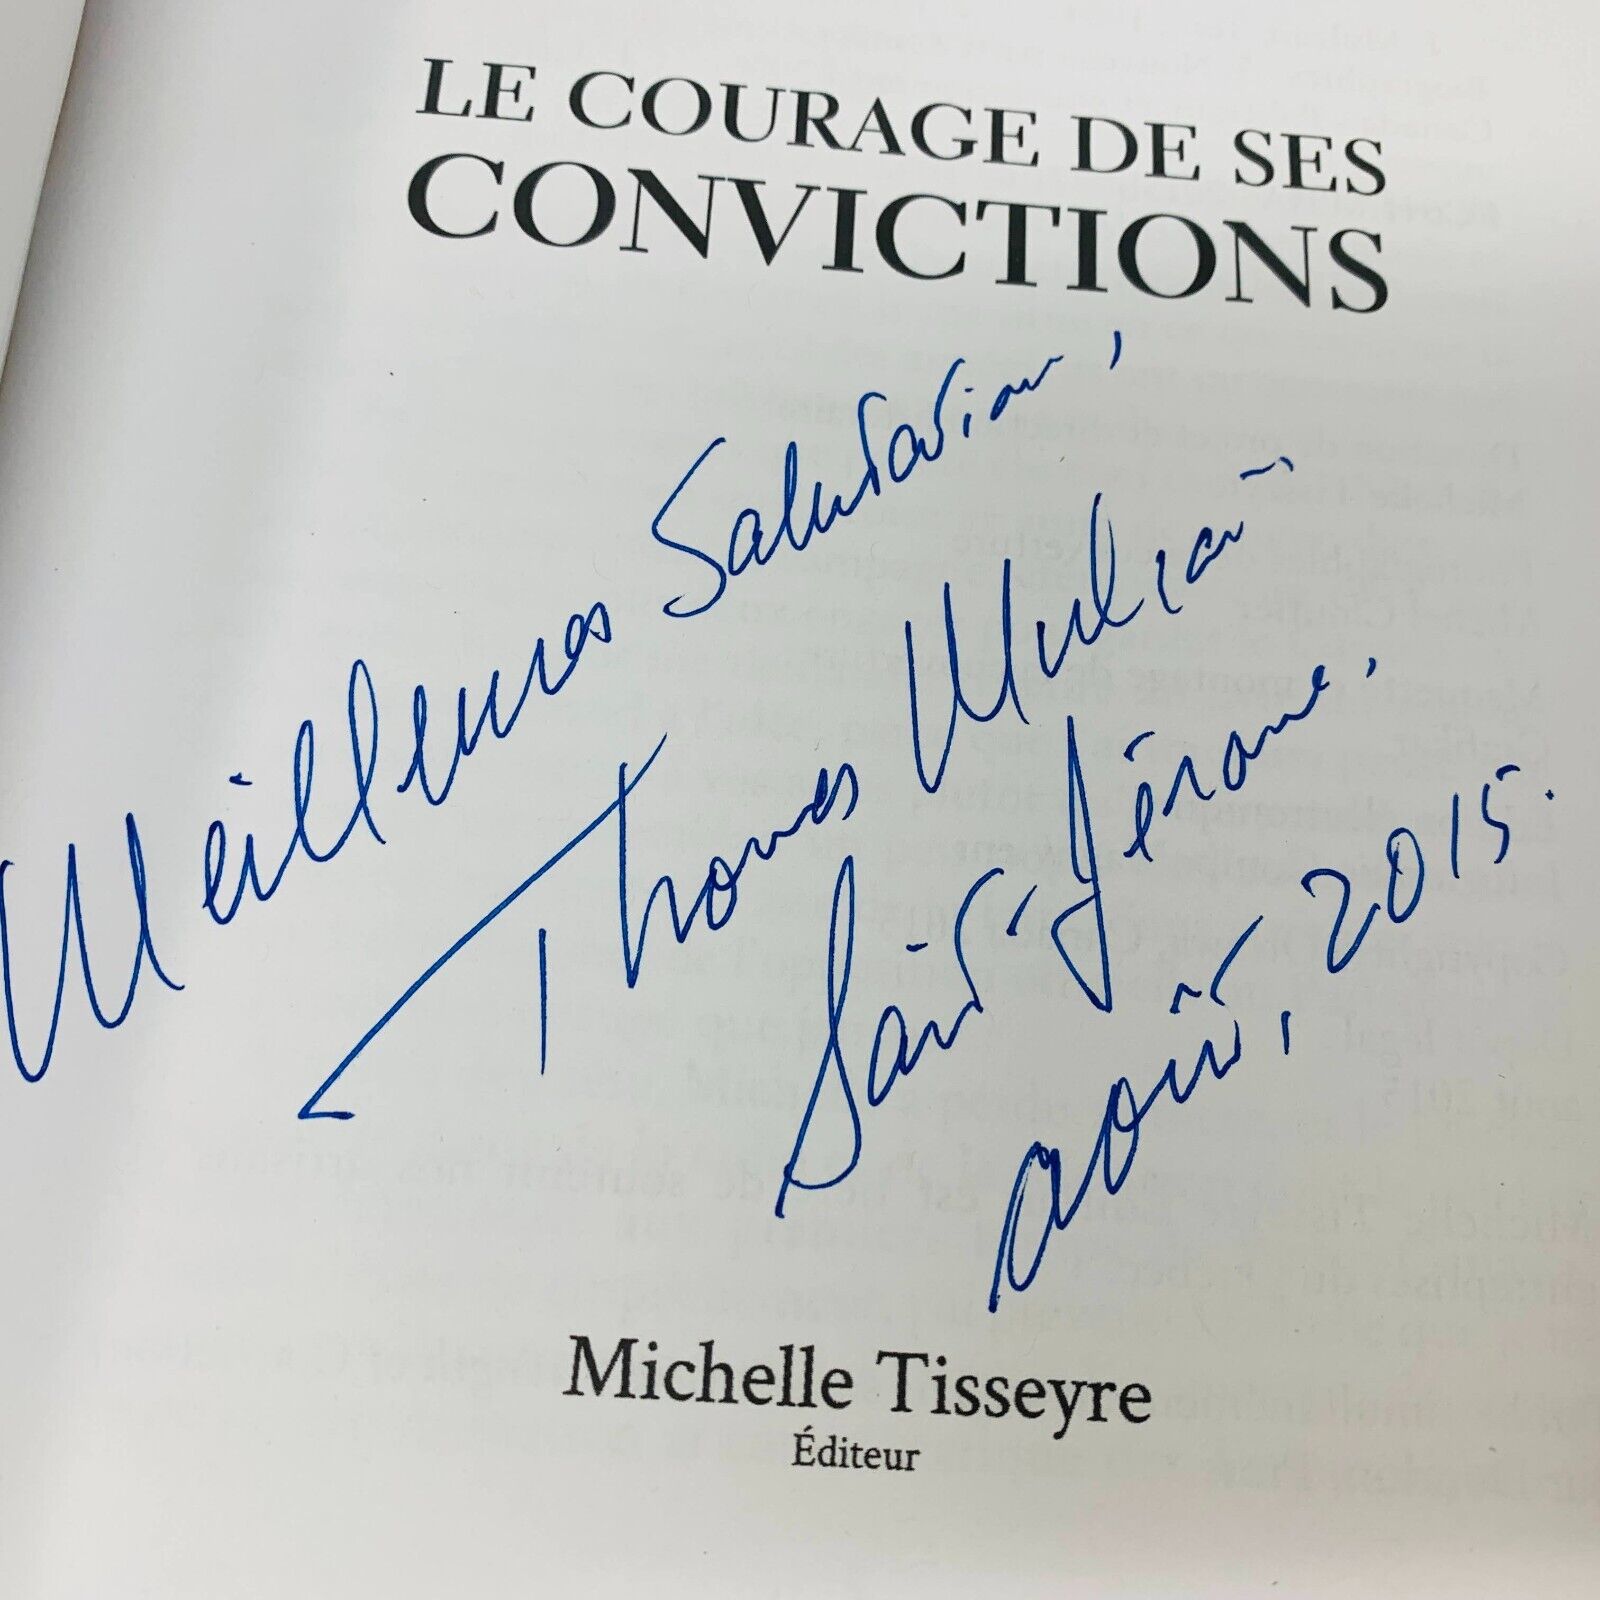 LE COURAGE DE SES
CONVICTIONS
Meilleures Salutations,
Thomas Mulcair
Saint-Jérôme.
août, 2015.
Michelle Tisseyre
Éditeur